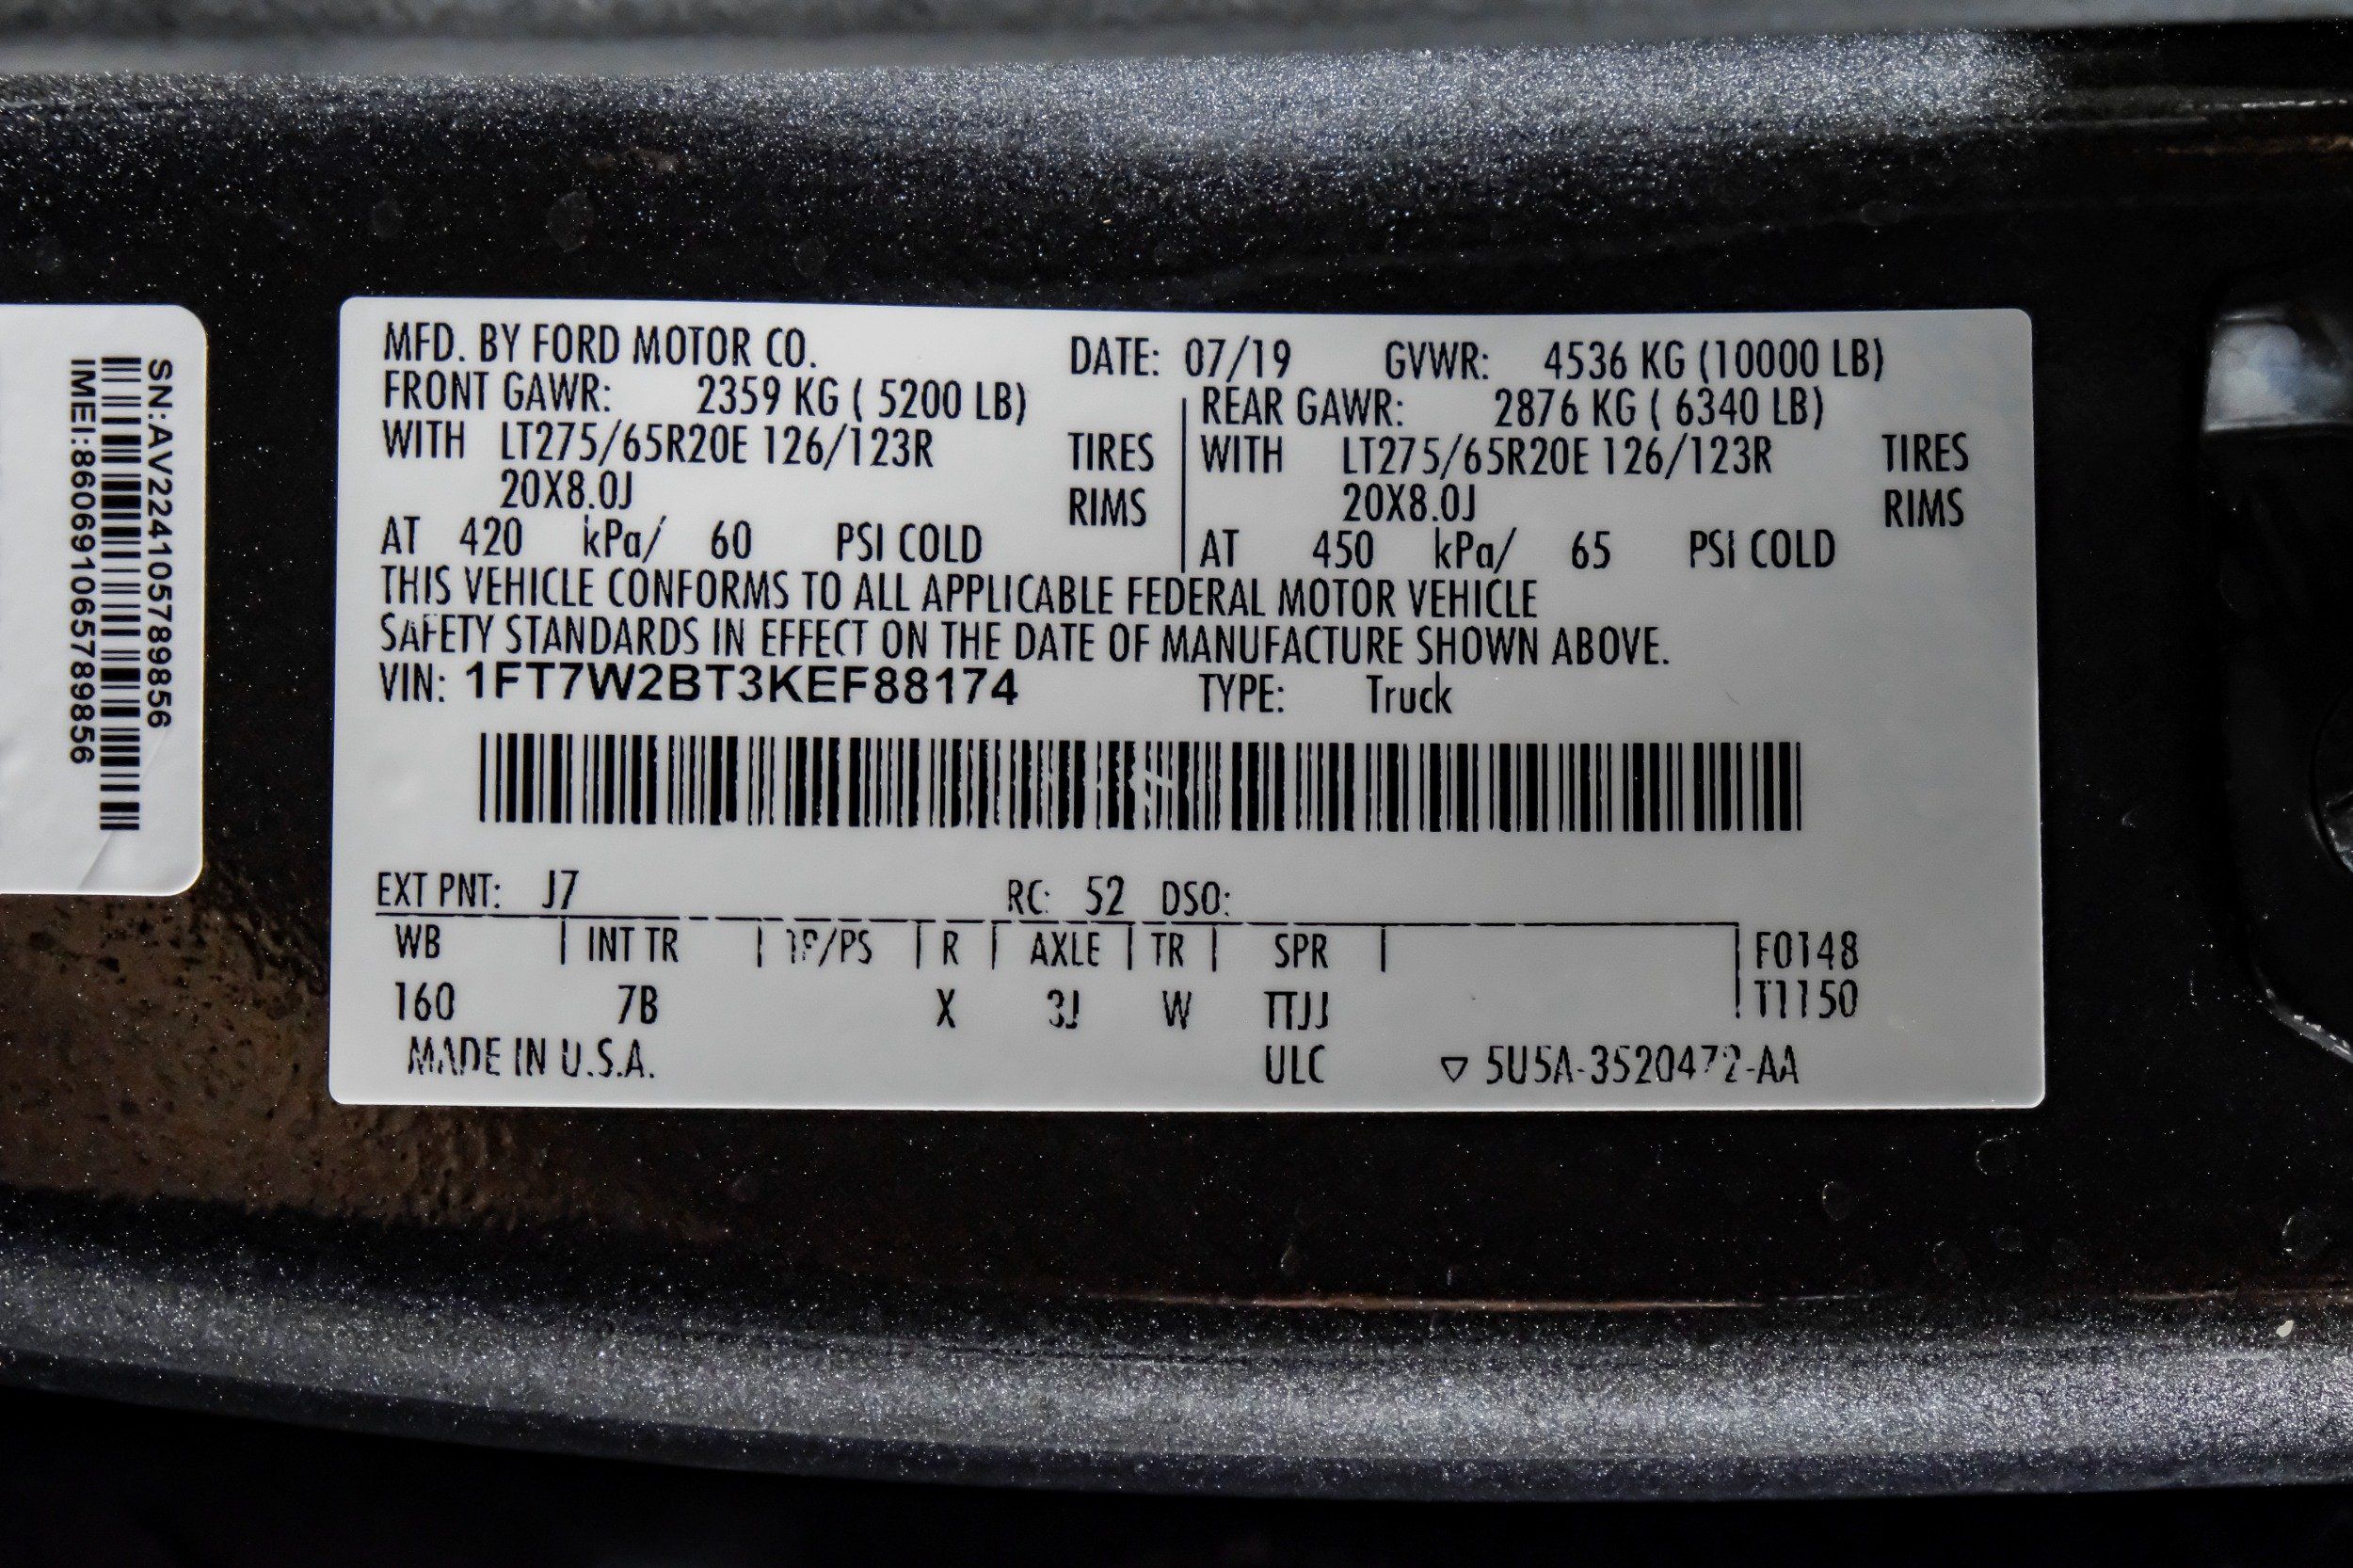 SN:AV224105789856
IMEI:860691065789856
MFD. BY FORD MOTOR CO. DATE: 07/19 GVWR: 4536 KG (10000 LB)
FRONT GAWR: 2359 KG ( 5200 LB) REAR GAWR: 2876 KG ( 6340 LB)
WITH LT275/65R20E 126/123R TIRES WITH LT275/65R20E 126/123R TIRES
20X8.0J RIMS 20X8.0J RIMS
AT 420 kPa/ 60 PSI COLD AT 450 kPa/ 65 PSI COLD
THIS VEHICLE CONFORMS TO ALL APPLICABLE FEDERAL MOTOR VEHICLE
SAFETY STANDARDS IN EFFECT ON THE DATE OF MANUFACTURE SHOWN ABOVE.
VIN: 1FT7W2BT3KEF88174 TYPE: Truck
EXT PNT: J7 RC: 52 DSO:
WB INT TR TP/PS R AXLE TR SPR F0148
160 7B X 3J W TTJJ T1150
MADE IN U.S.A. ULC ▽ 5U5A-3520472-AA